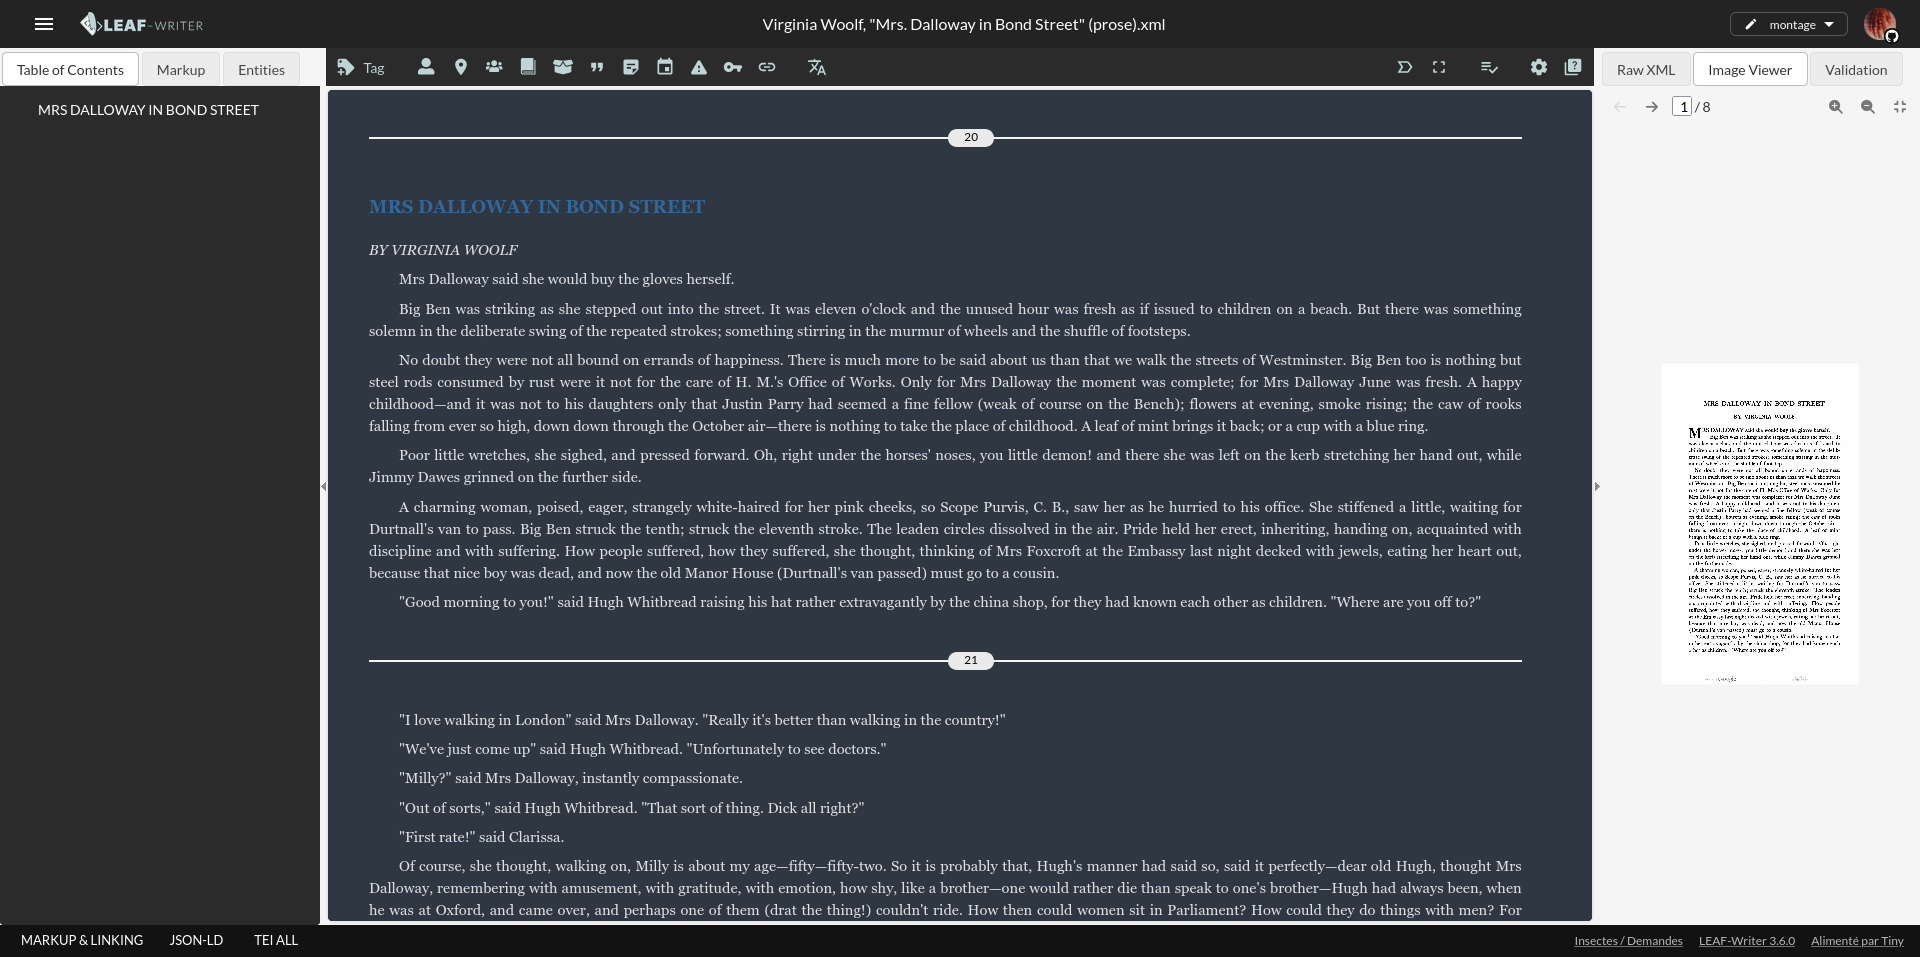 LEAF-WRITER
Virginia Woolf, "Mrs. Dalloway in Bond Street" (prose).xml
montage
Table of Contents
Markup
Entities
Tag
Raw XML
Image Viewer
Validation
1 / 8
MRS DALLOWAY IN BOND STREET
20
MRS DALLOWAY IN BOND STREET
BY VIRGINIA WOOLF
Mrs Dalloway said she would buy the gloves herself.
Big Ben was striking as she stepped out into the street. It was eleven o'clock and the unused hour was fresh as if issued to children on a beach. But there was something
solemn in the deliberate swing of the repeated strokes; something stirring in the murmur of wheels and the shuffle of footsteps.
No doubt they were not all bound on errands of happiness. There is much more to be said about us than that we walk the streets of Westminster. Big Ben too is nothing but
steel rods consumed by rust were it not for the care of H. M.'s Office of Works. Only for Mrs Dalloway the moment was complete; for Mrs Dalloway June was fresh. A happy
childhood—and it was not to his daughters only that Justin Parry had seemed a fine fellow (weak of course on the Bench); flowers at evening, smoke rising; the caw of rooks
falling from ever so high, down down through the October air—there is nothing to take the place of childhood. A leaf of mint brings it back; or a cup with a blue ring.
Poor little wretches, she sighed, and pressed forward. Oh, right under the horses' noses, you little demon! and there she was left on the kerb stretching her hand out, while
Jimmy Dawes grinned on the further side.
A charming woman, poised, eager, strangely white-haired for her pink cheeks, so Scope Purvis, C. B., saw her as he hurried to his office. She stiffened a little, waiting for
Durtnall's van to pass. Big Ben struck the tenth; struck the eleventh stroke. The leaden circles dissolved in the air. Pride held her erect, inheriting, handing on, acquainted with
discipline and with suffering. How people suffered, how they suffered, she thought, thinking of Mrs Foxcroft at the Embassy last night decked with jewels, eating her heart out,
because that nice boy was dead, and now the old Manor House (Durtnall's van passed) must go to a cousin.
"Good morning to you!" said Hugh Whitbread raising his hat rather extravagantly by the china shop, for they had known each other as children. "Where are you off to?"
21
"I love walking in London" said Mrs Dalloway. "Really it's better than walking in the country!"
"We've just come up" said Hugh Whitbread. "Unfortunately to see doctors."
"Milly?" said Mrs Dalloway, instantly compassionate.
"Out of sorts," said Hugh Whitbread. "That sort of thing. Dick all right?"
"First rate!" said Clarissa.
Of course, she thought, walking on, Milly is about my age—fifty—fifty-two. So it is probably that, Hugh's manner had said so, said it perfectly—dear old Hugh, thought Mrs
Dalloway, remembering with amusement, with gratitude, with emotion, how shy, like a brother—one would rather die than speak to one's brother—Hugh had always been, when
he was at Oxford, and came over, and perhaps one of them (drat the thing!) couldn't ride. How then could women sit in Parliament? How could they do things with men? For
MRS DALLOWAY IN BOND STREET
BY VIRGINIA WOOLF
MARKUP & LINKING
JSON-LD
TEI ALL
Insectes / Demandes
LEAF-Writer 3.6.0
Alimenté par Tiny